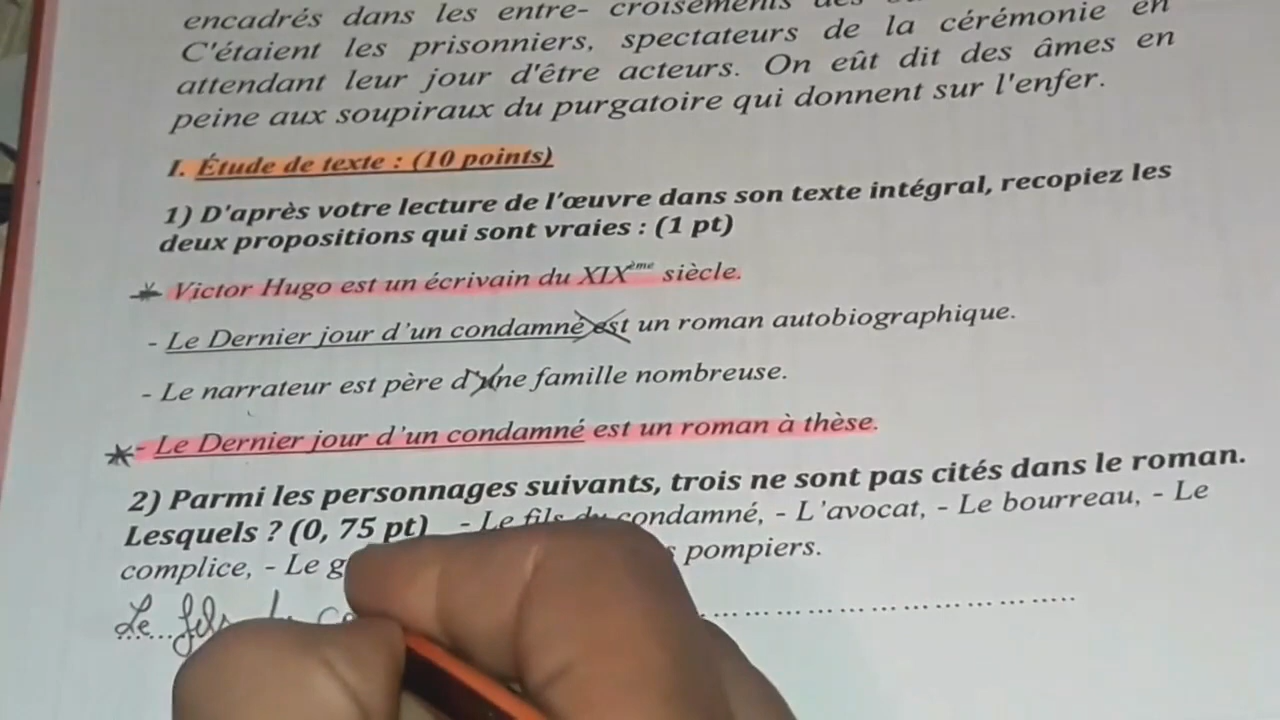 encadrés dans les entre- croisements des
C'étaient les prisonniers, spectateurs de la cérémonie en
attendant leur jour d'être acteurs. On eût dit des âmes en
peine aux soupiraux du purgatoire qui donnent sur l'enfer.
I. Étude de texte : (10 points)
1) D'après votre lecture de l'œuvre dans son texte intégral, recopiez les
deux propositions qui sont vraies : (1 pt)
Victor Hugo est un écrivain du XIXème siècle.
- Le Dernier jour d'un condamné est un roman autobiographique.
- Le narrateur est père d'une famille nombreuse.
- Le Dernier jour d'un condamné est un roman à thèse.
2) Parmi les personnages suivants, trois ne sont pas cités dans le roman.
Lesquels ? (0, 75 pt) - Le fils du condamné, - L'avocat, - Le bourreau, - Le
complice, - Le pompiers.
Le fils